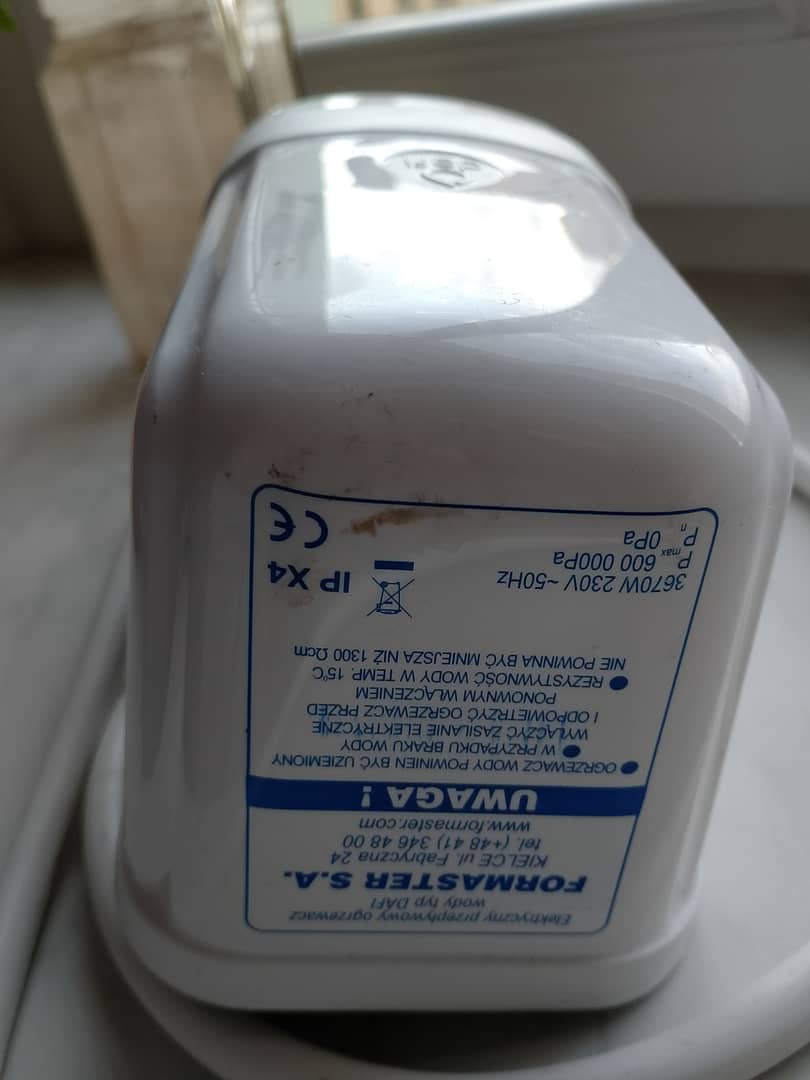 Elektryczny przepływowy ogrzewacz
wody typ DAFI
FORMASTER S.A.
KIELCE ul. Fabryczna 24
tel. (+48 41) 346 48 00
www.formaster.com
UWAGA !
● OGRZEWACZ WODY POWINIEN BYĆ UZIEMIONY
● W PRZYPADKU BRAKU WODY
WYŁĄCZYĆ ZASILANIE ELEKTRYCZNE
I ODPOWIETRZYĆ OGRZEWACZ PRZED
PONOWNYM WŁĄCZENIEM
● REZYSTYWNOŚĆ WODY W TEMP. 15°C
NIE POWINNA BYĆ MNIEJSZA NIŻ 1300 Ωcm
3670W 230V ~50Hz
P max 600 000Pa
IP X4
P n 0Pa
CE